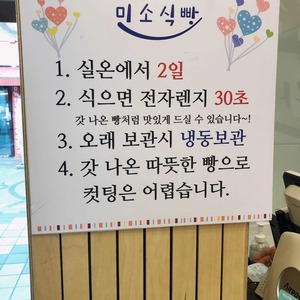 미소식빵
1. 실온에서 2일
2. 식으면 전자렌지 30초
갓 나온 빵처럼 맛있게 드실 수 있습니다~!
3. 오래 보관시 냉동보관
4. 갓 나온 따뜻한 빵으로
컷팅은 어렵습니다.